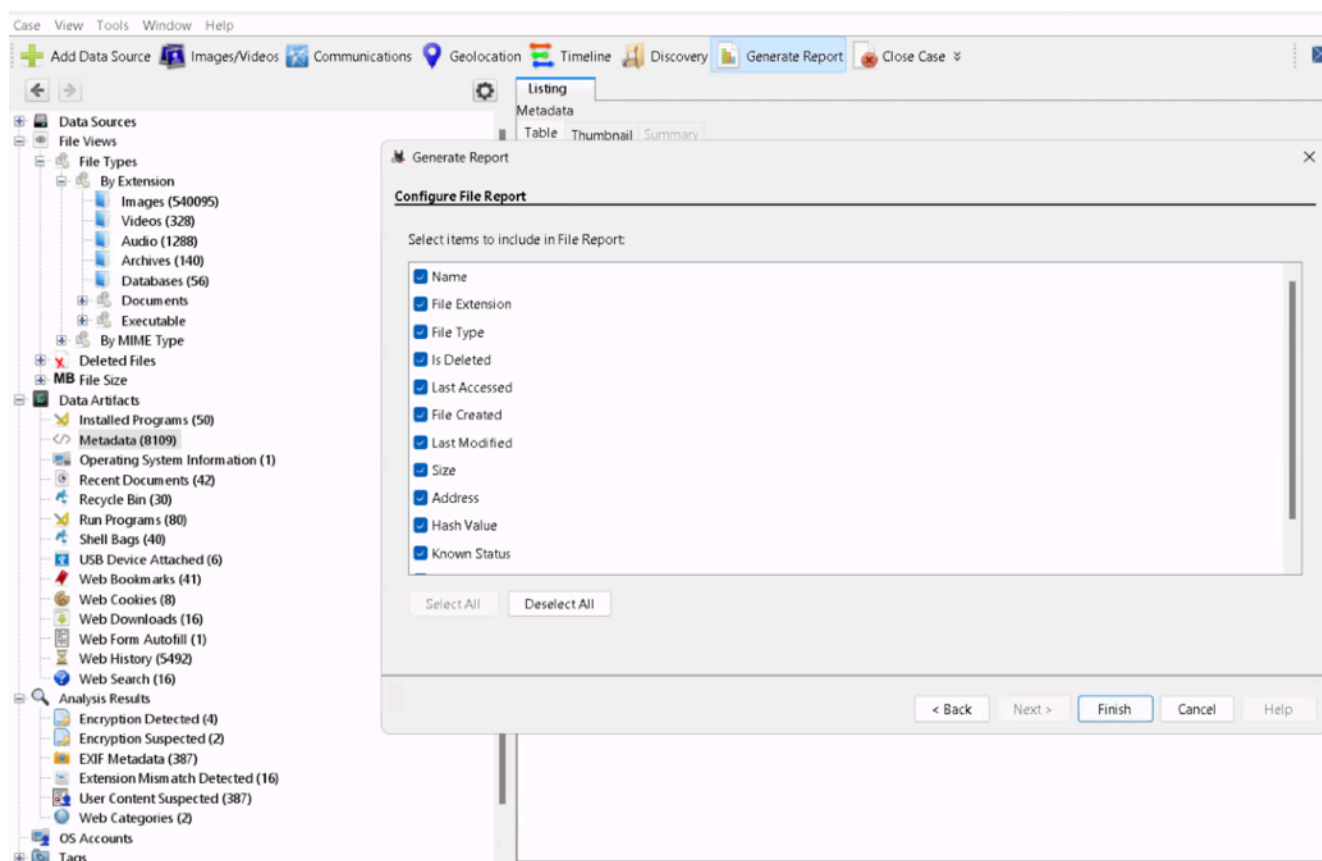 Case View Tools Window Help
Add Data Source Images/Videos Communications Geolocation Timeline Discovery Generate Report Close Case
Listing
Metadata
Table Thumbnail Summary
Data Sources
File Views
File Types
By Extension
Images (540095)
Videos (328)
Audio (1288)
Archives (140)
Databases (56)
Documents
Executable
By MIME Type
Deleted Files
MB File Size
Data Artifacts
Installed Programs (50)
Metadata (8109)
Operating System Information (1)
Recent Documents (42)
Recycle Bin (30)
Run Programs (80)
Shell Bags (40)
USB Device Attached (6)
Web Bookmarks (41)
Web Cookies (8)
Web Downloads (16)
Web Form Autofill (1)
Web History (5492)
Web Search (16)
Analysis Results
Encryption Detected (4)
Encryption Suspected (2)
EXIF Metadata (387)
Extension Mismatch Detected (16)
User Content Suspected (387)
Web Categories (2)
OS Accounts
Tags
Generate Report
Configure File Report
Select items to include in File Report:
Name
File Extension
File Type
Is Deleted
Last Accessed
File Created
Last Modified
Size
Address
Hash Value
Known Status
Select All Deselect All
< Back Next > Finish Cancel Help